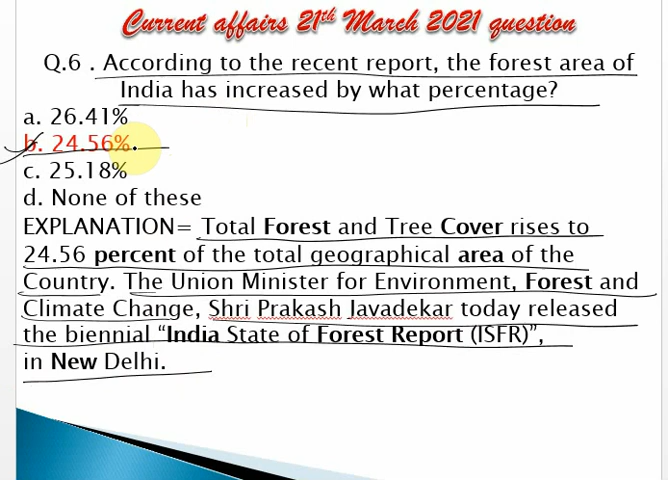 Current affairs 21th March 2021 question
Q.6 . According to the recent report, the forest area of
India has increased by what percentage?
a. 26.41%
b. 24.56%.
c. 25.18%
d. None of these
EXPLANATION= Total Forest and Tree Cover rises to
24.56 percent of the total geographical area of the
Country. The Union Minister for Environment, Forest and
Climate Change, Shri Prakash Javadekar today released
the biennial “India State of Forest Report (ISFR)”,
in New Delhi.